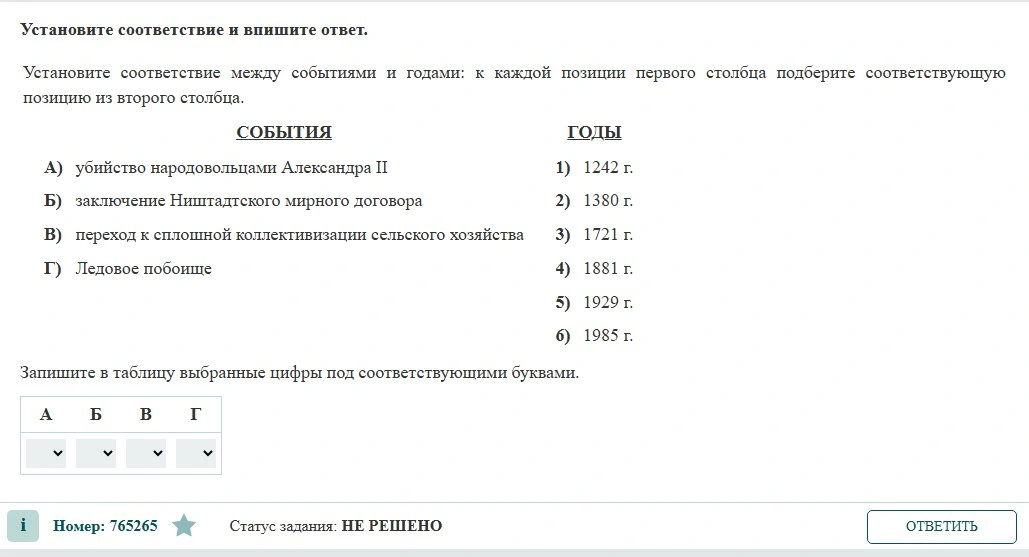 Установите соответствие и впишите ответ.
Установите соответствие между событиями и годами: к каждой позиции первого столбца подберите соответствующую
позицию из второго столбца.
СОБЫТИЯ ГОДЫ
А) убийство народовольцами Александра II 1) 1242 г.
Б) заключение Ништадтского мирного договора 2) 1380 г.
В) переход к сплошной коллективизации сельского хозяйства 3) 1721 г.
Г) Ледовое побоище 4) 1881 г.
5) 1929 г.
6) 1985 г.
Запишите в таблицу выбранные цифры под соответствующими буквами.
А Б В Г
i Номер: 765265 Статус задания: НЕ РЕШЕНО ОТВЕТИТЬ